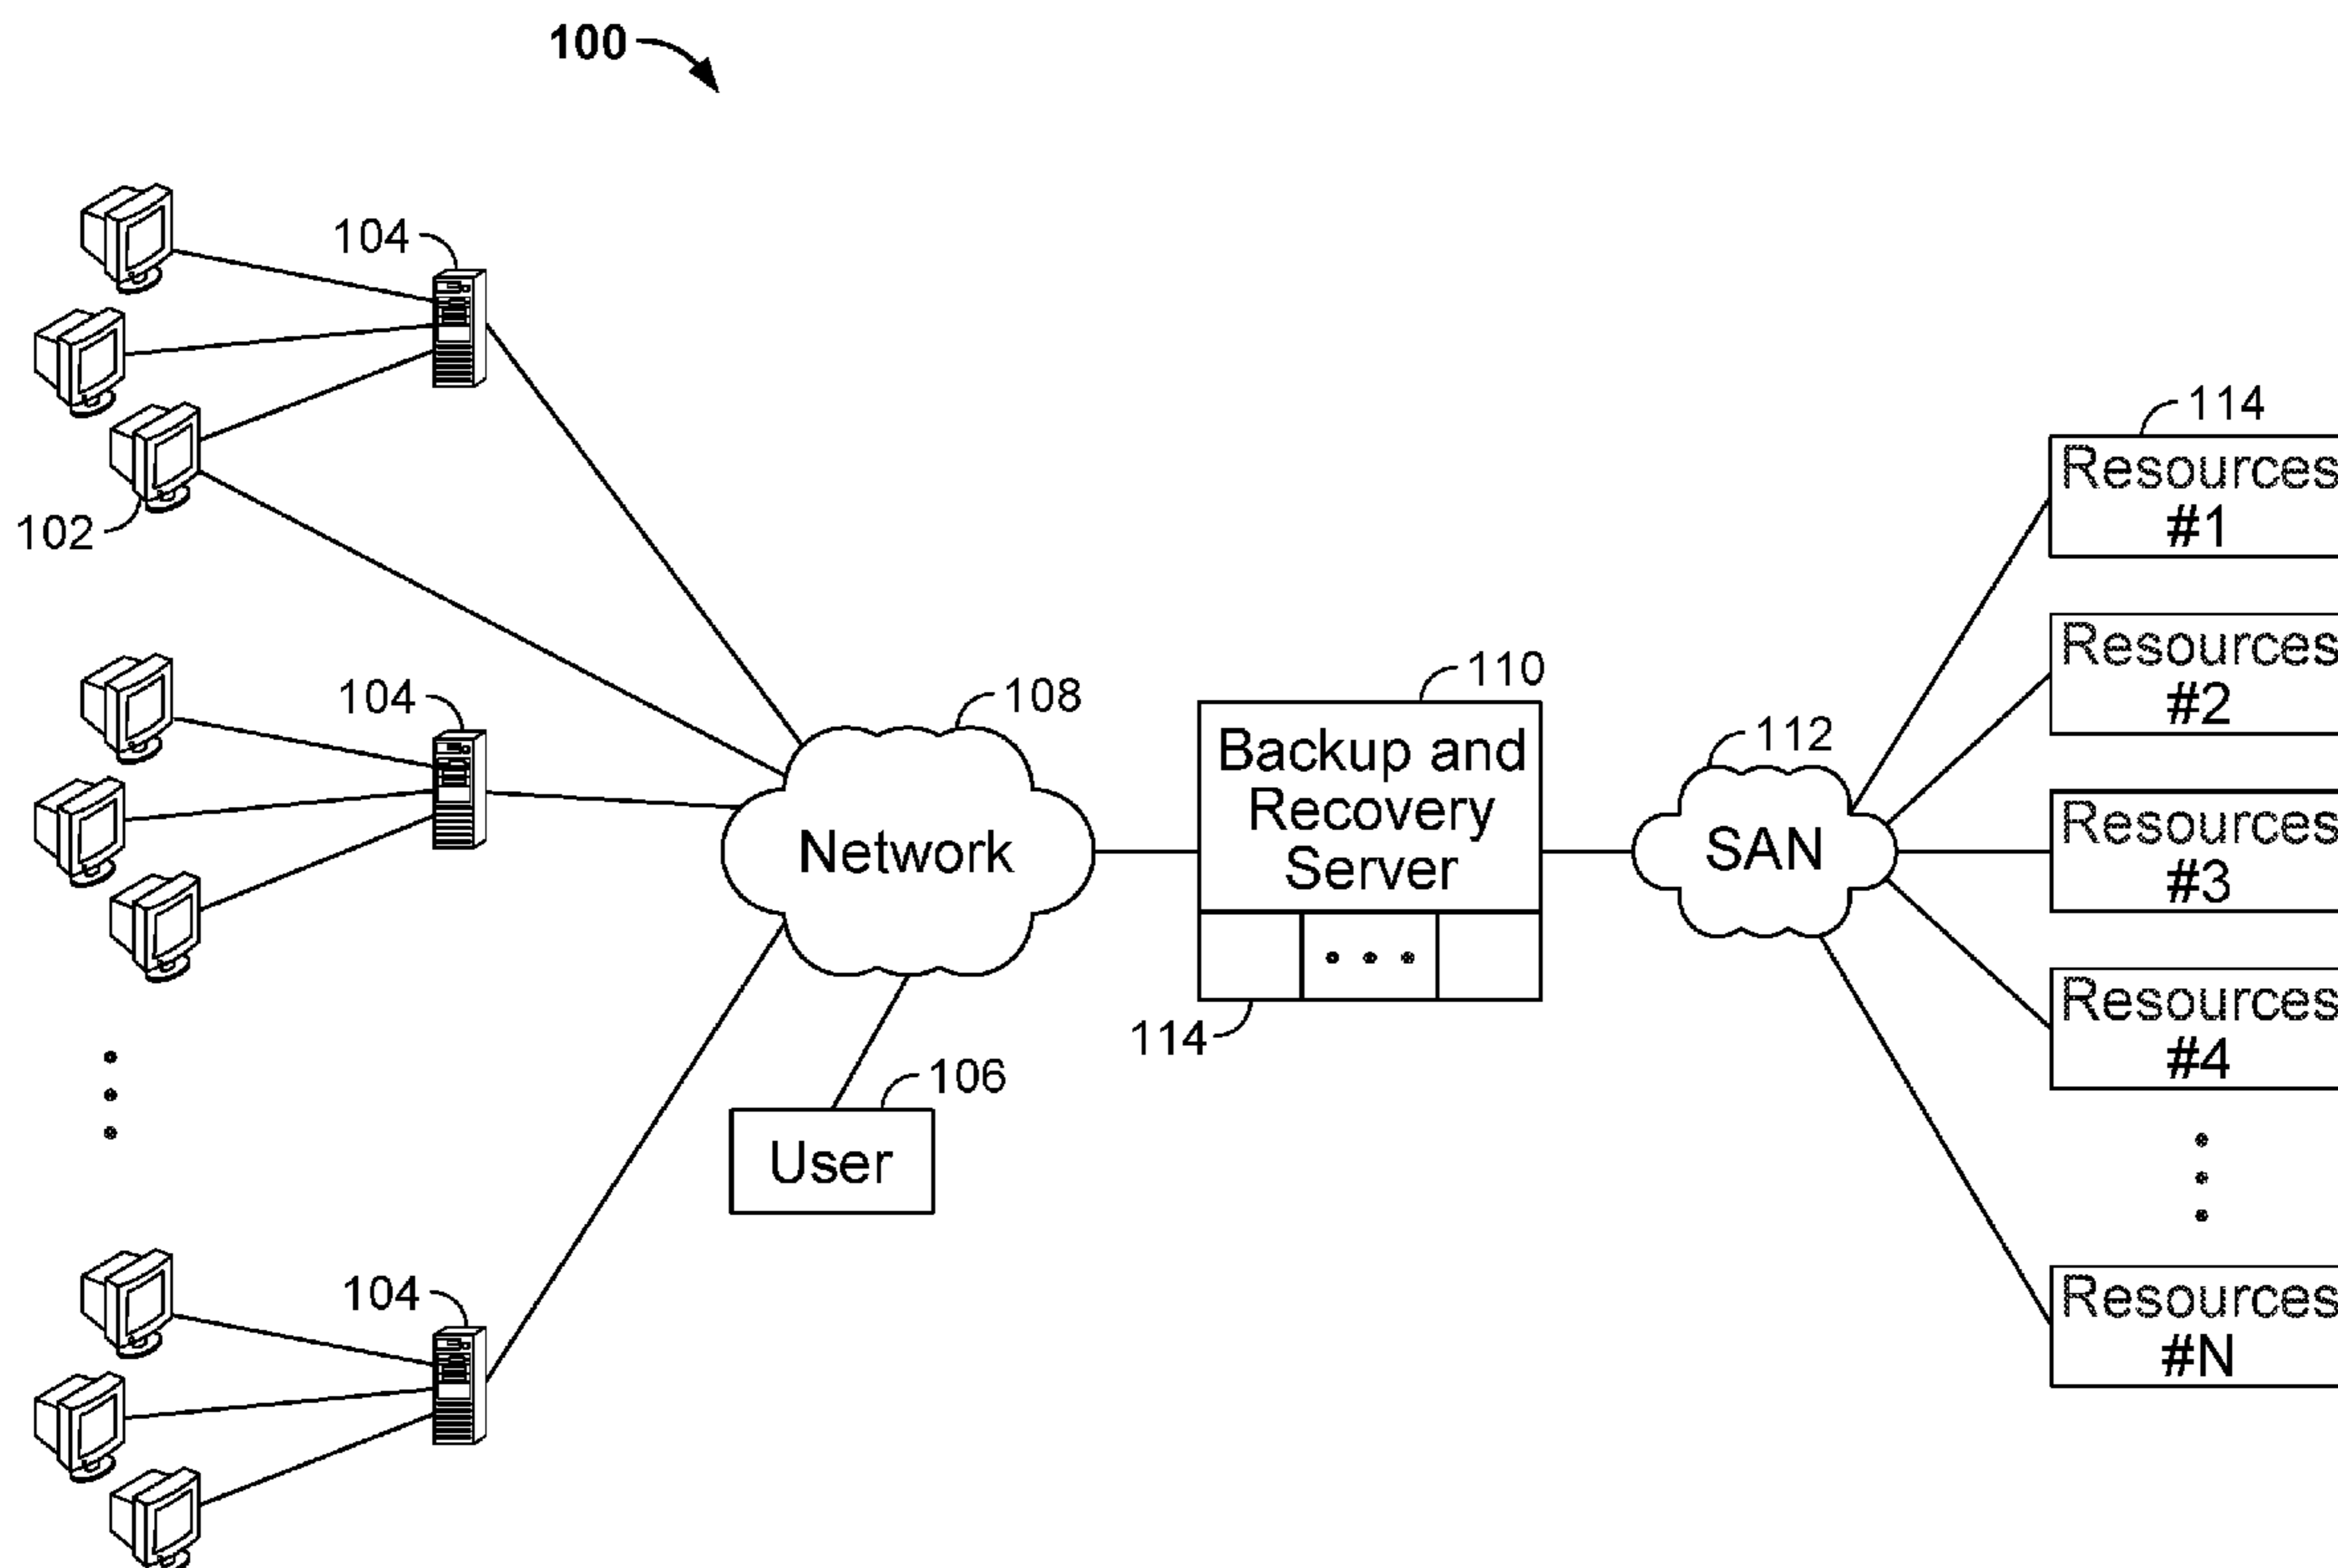 100
104
102
104
104
108
Network
106
User
110
Backup and
Recovery
Server
114
112
SAN
114
Resources
#1
Resources
#2
Resources
#3
Resources
#4
Resources
#N